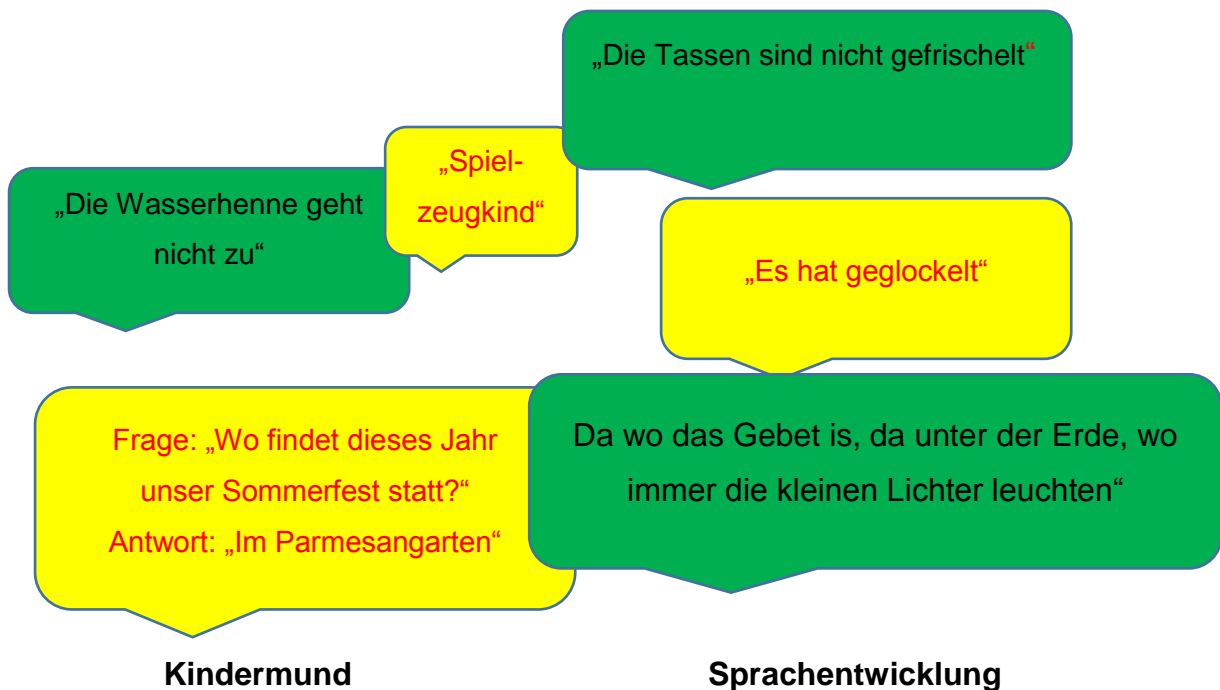 „Die Tassen sind nicht gefrischelt“
„Spiel-
zeugkind“
„Die Wasserhenne geht
nicht zu“
„Es hat geglockelt“
Frage: „Wo findet dieses Jahr
unser Sommerfest statt?“
Antwort: „Im Parmesangarten“
Da wo das Gebet is, da unter der Erde, wo
immer die kleinen Lichter leuchten“
Kindermund
Sprachentwicklung